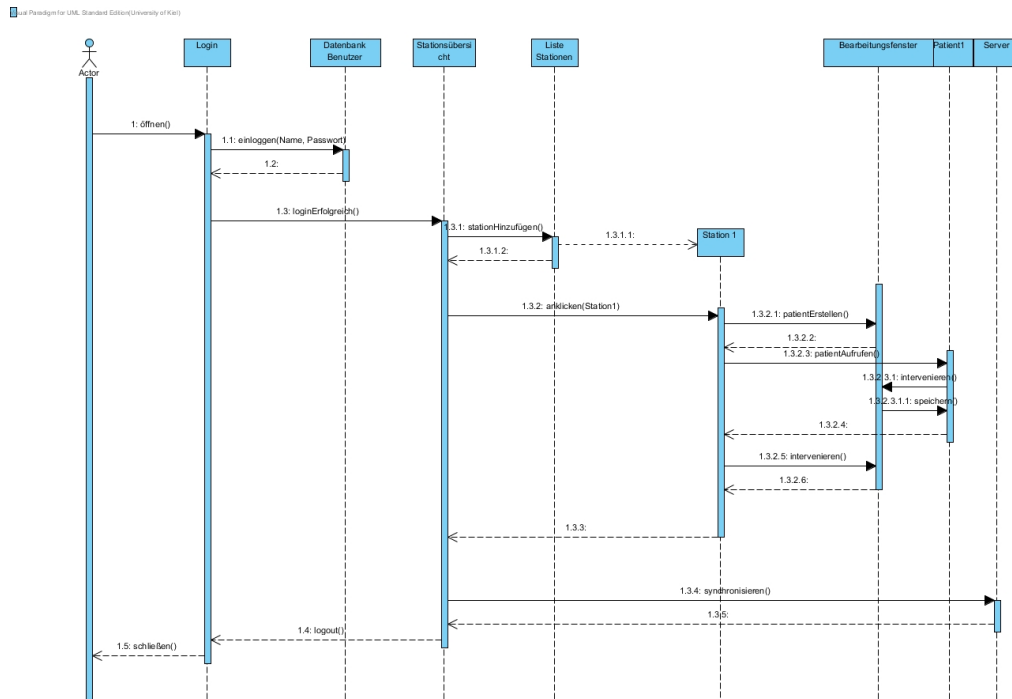 Visual Paradigm for UML Standard Edition(University of Kiel)
Actor
Login
Datenbank
Benutzer
Stationsübersi
cht
Liste
Stationen
Bearbeitungsfenster
Patient1
Server
1: öffnen()
1.1: einloggen(Name, Passwort)
1.2:
1.3: loginErfolgreich()
1.3.1: stationHinzufügen()
1.3.1.1:
Station 1
1.3.1.2:
1.3.2: anklicken(Station1)
1.3.2.1: patientErstellen()
1.3.2.2:
1.3.2.3: patientAufrufen()
1.3.2.3.1: intervenieren()
1.3.2.3.1.1: speichern()
1.3.2.4:
1.3.2.5: intervenieren()
1.3.2.6:
1.3.3:
1.3.4: synchronisieren()
1.3.5:
1.4: logout()
1.5: schließen()